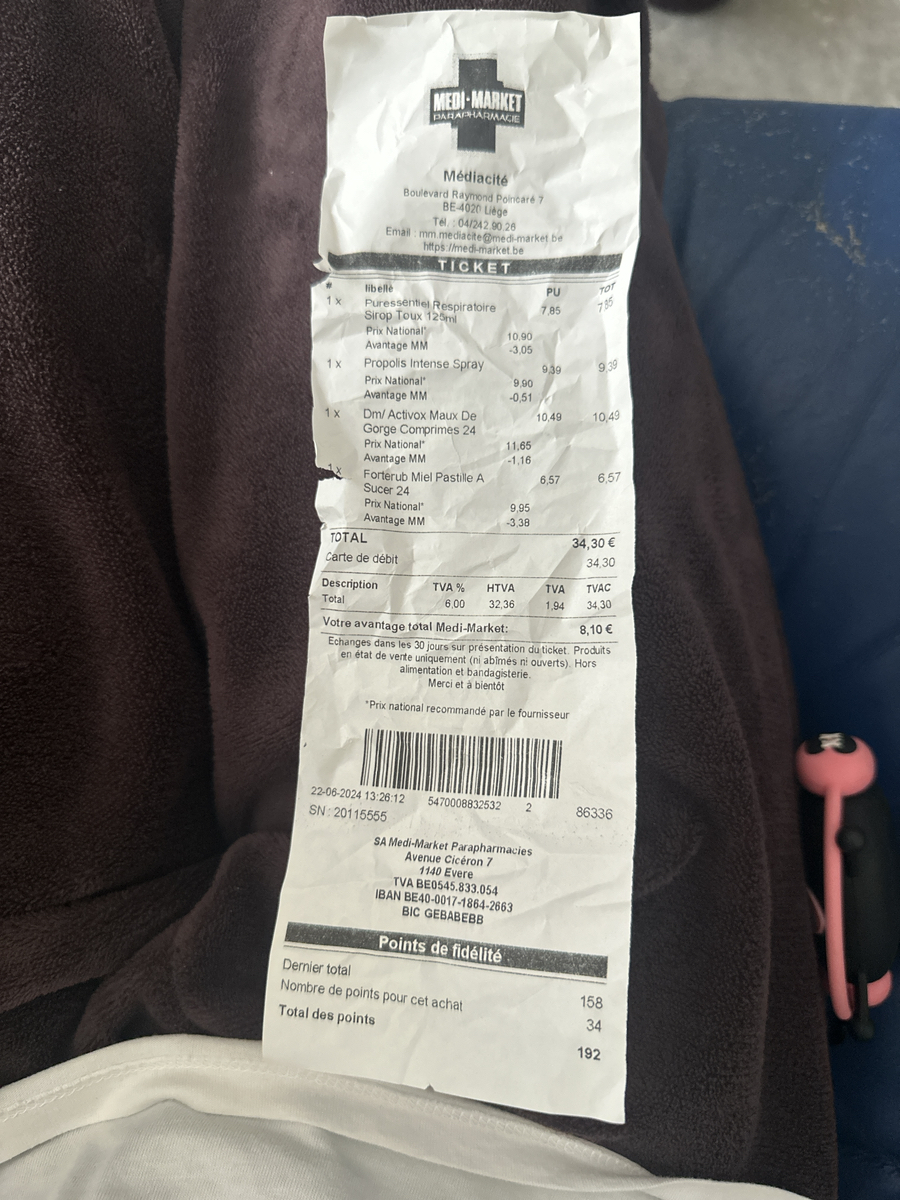 MEDI-MARKET
PARAPHARMACIE
Médiacité
Boulevard Raymond Poincaré 7
BE-4020 Liège
Tél. : 04/242.90.26
Email : mm.mediacite@medi-market.be
https://medi-market.be
TICKET
# libellé PU TOT
1 x Puressentiel Respiratoire 7,85 7,85
Sirop Toux 125ml
Prix National* 10,90
Avantage MM -3,05
1 x Propolis Intense Spray 9,39 9,39
Prix National* 9,90
Avantage MM -0,51
1 x Dm/ Activox Maux De 10,49 10,49
Gorge Comprimes 24
Prix National* 11,65
Avantage MM -1,16
1 x Forterub Miel Pastille A 6,57 6,57
Sucer 24
Prix National* 9,95
Avantage MM -3,38
TOTAL 34,30 €
Carte de débit 34,30
Description TVA % HTVA TVA TVAC
Total 6,00 32,36 1,94 34,30
Votre avantage total Medi-Market: 8,10 €
Echanges dans les 30 jours sur présentation du ticket. Produits
en état de vente uniquement (ni abîmés ni ouverts). Hors
alimentation et bandagisterie.
Merci et à bientôt
*Prix national recommandé par le fournisseur
22-06-2024 13:26:12 5470008832532 2 86336
SN : 20115555
SA Medi-Market Parapharmacies
Avenue Cicéron 7
1140 Evere
TVA BE0545.833.054
IBAN BE40-0017-1864-2663
BIC GEBABEBB
Points de fidélité
Dernier total 158
Nombre de points pour cet achat 34
Total des points 192